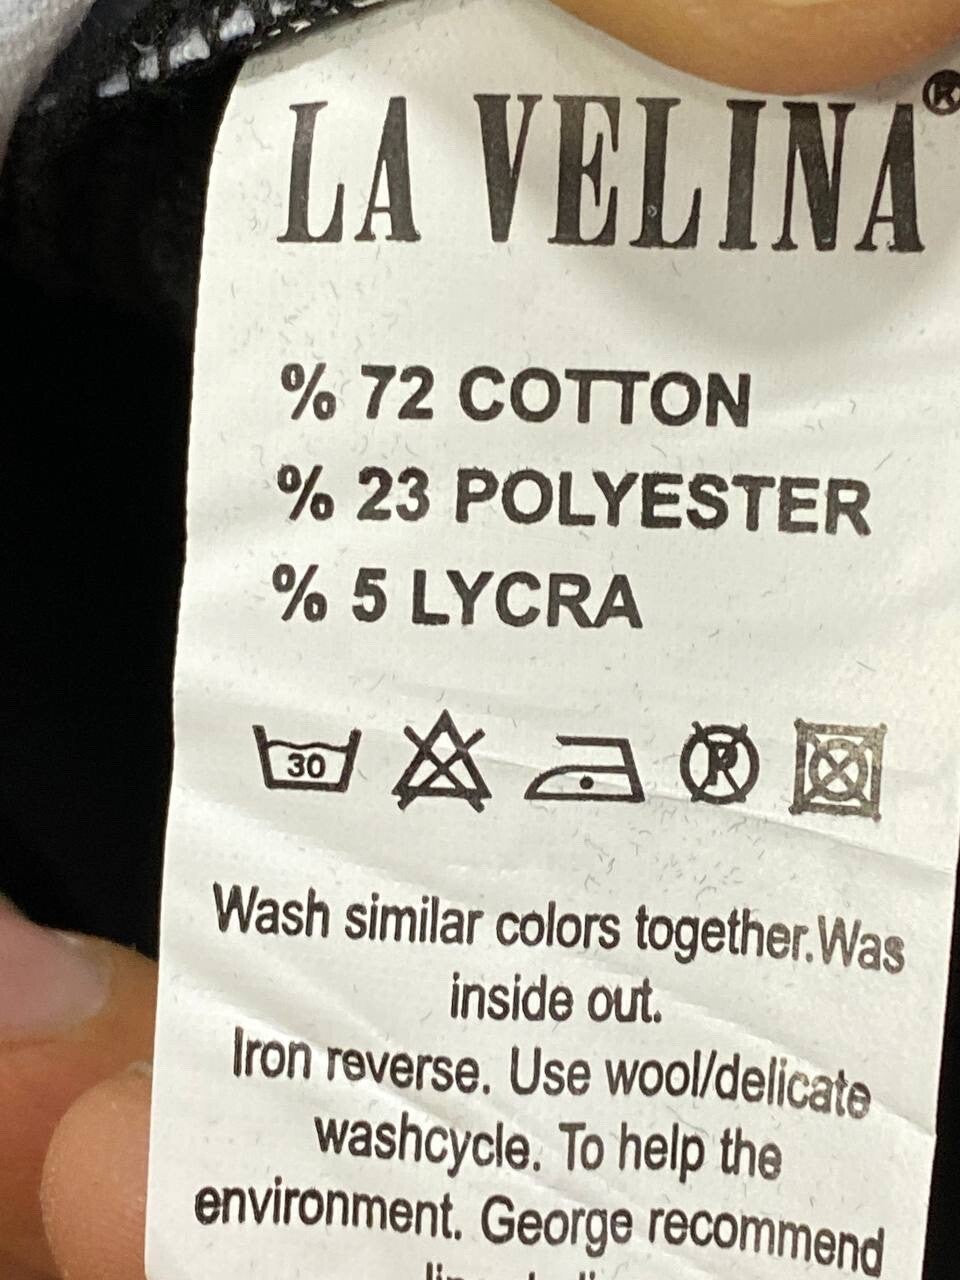 LA VELINA®
% 72 COTTON
% 23 POLYESTER
% 5 LYCRA
30 R
Wash similar colors together.Was
inside out.
Iron reverse. Use wool/delicate
washcycle. To help the
environment. George recommend